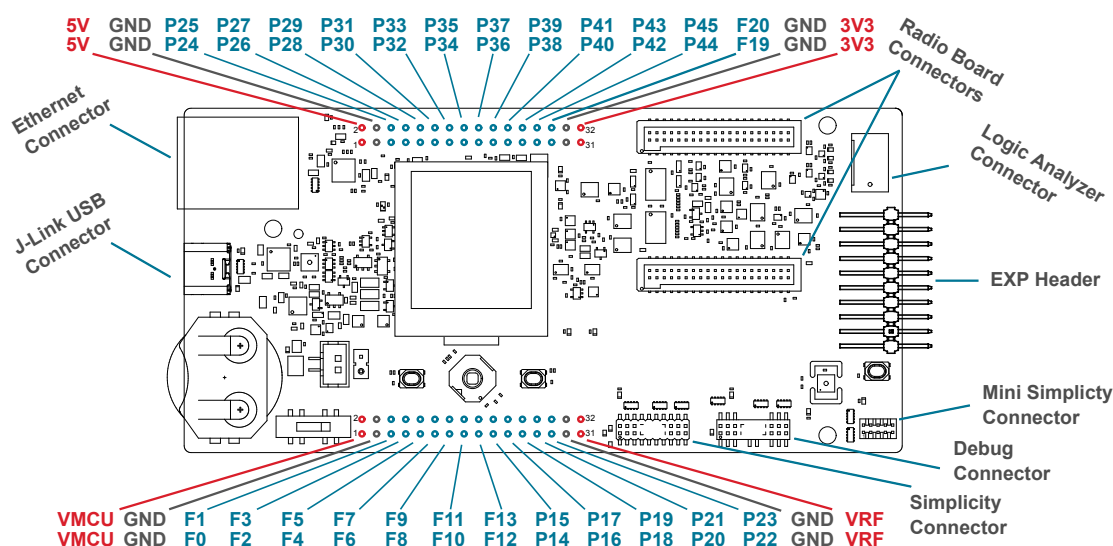 5V GND P25 P27 P29 P31 P33 P35 P37 P39 P41 P43 P45 F20 GND 3V3
5V GND P24 P26 P28 P30 P32 P34 P36 P38 P40 P42 P44 F19 GND 3V3
Radio Board
Connectors
Ethernet
Connector
2
32
1
31
Logic Analyzer
Connector
J-Link USB
Connector
EXP Header
Mini Simplicty
Connector
2
32
1
31
Debug
Connector
Simplicity
Connector
VMCU GND F1 F3 F5 F7 F9 F11 F13 P15 P17 P19 P21 P23 GND VRF
VMCU GND F0 F2 F4 F6 F8 F10 F12 P14 P16 P18 P20 P22 GND VRF